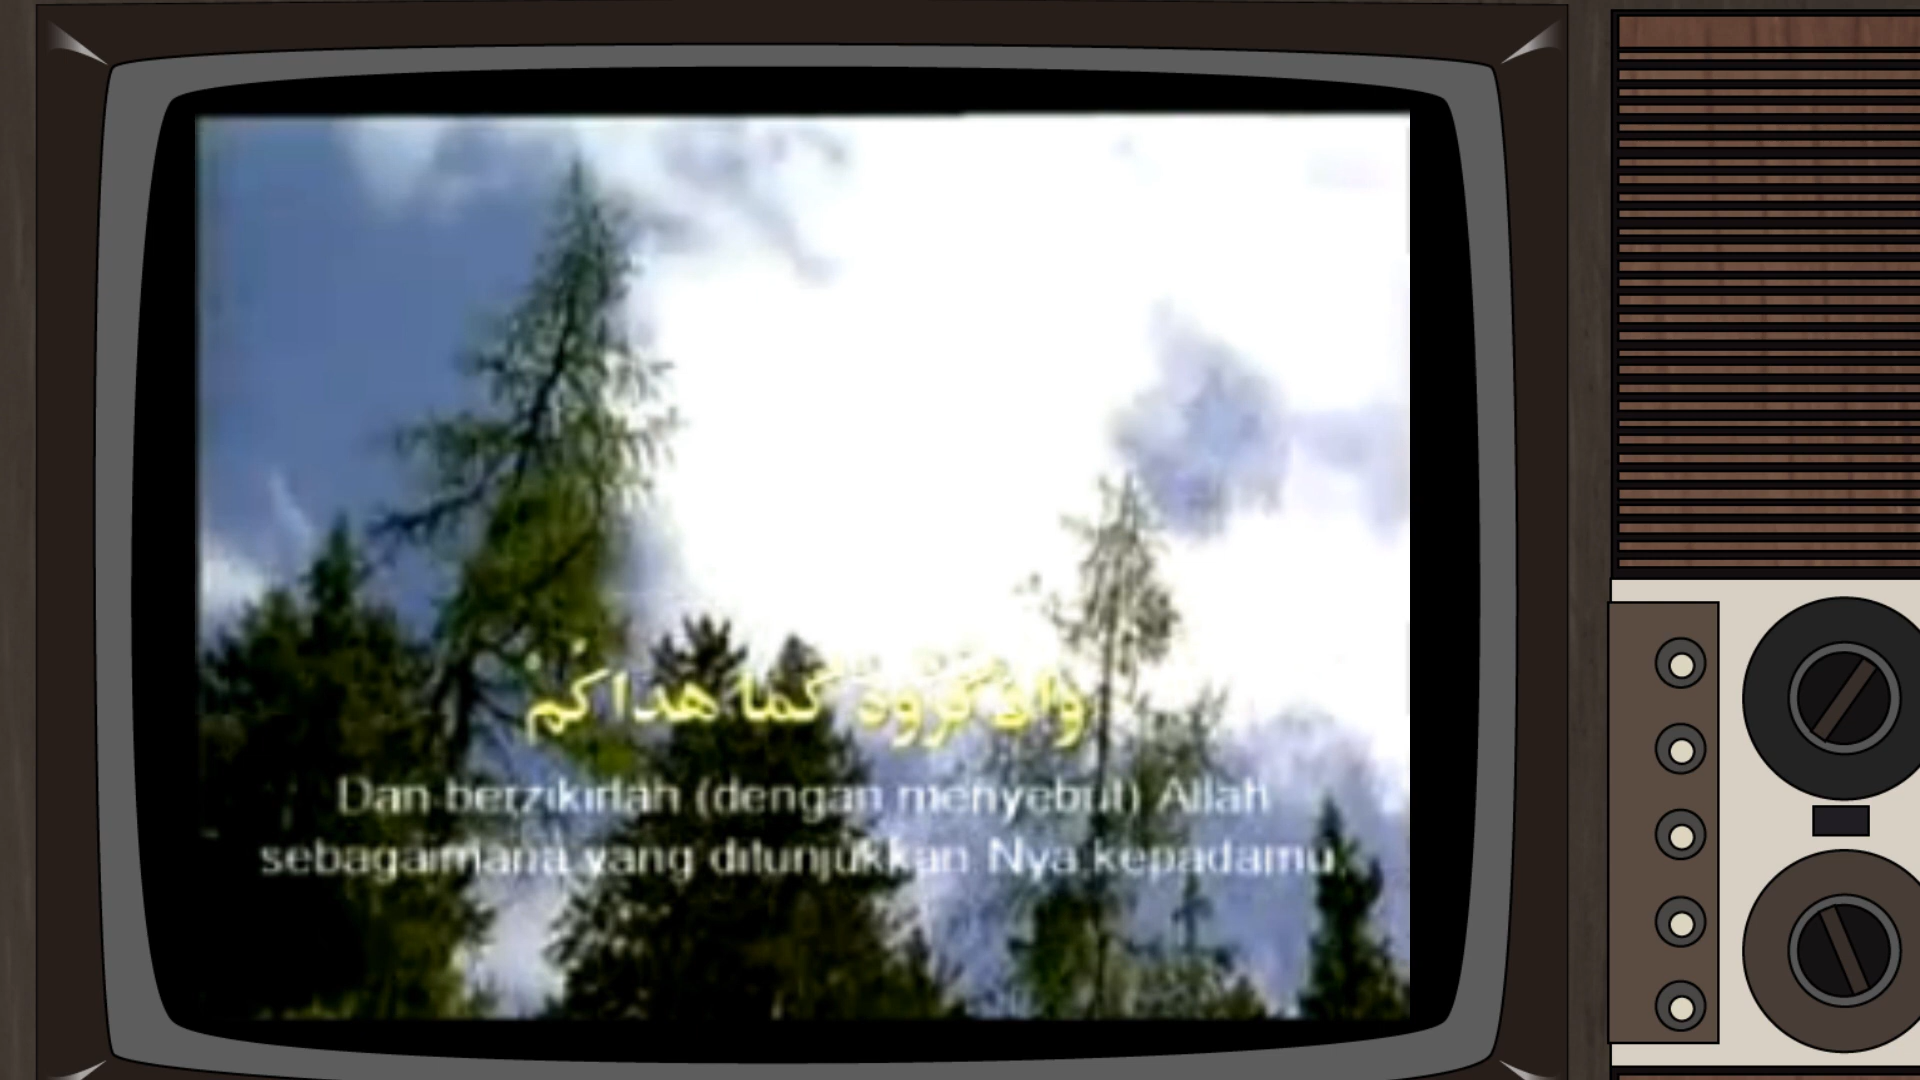 واذكروه كما هداكم
Dan berzikirlah (dengan menyebut) Allah
sebagaimana yang ditunjukkan Nya kepadamu.